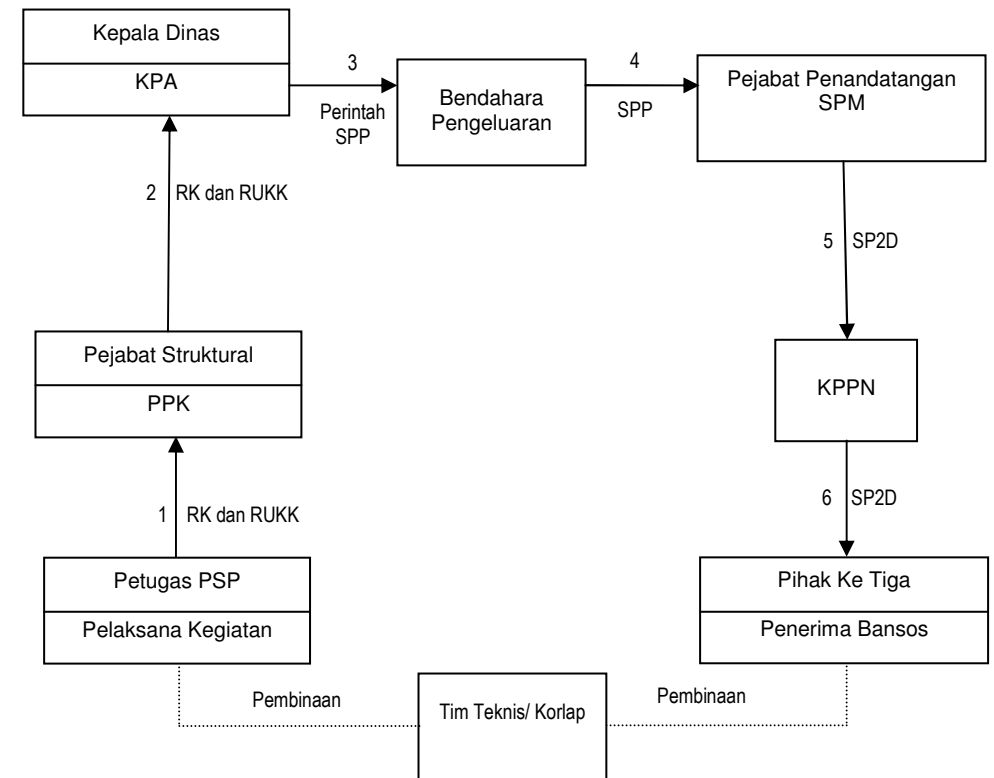 Kepala Dinas
KPA
3
Perintah
SPP
Bendahara
Pengeluaran
4
SPP
Pejabat Penandatangan
SPM
2 RK dan RUKK
5 SP2D
Pejabat Struktural
PPK
KPPN
1 RK dan RUKK
6 SP2D
Petugas PSP
Pelaksana Kegiatan
Pihak Ke Tiga
Penerima Bansos
Pembinaan
Tim Teknis/ Korlap
Pembinaan